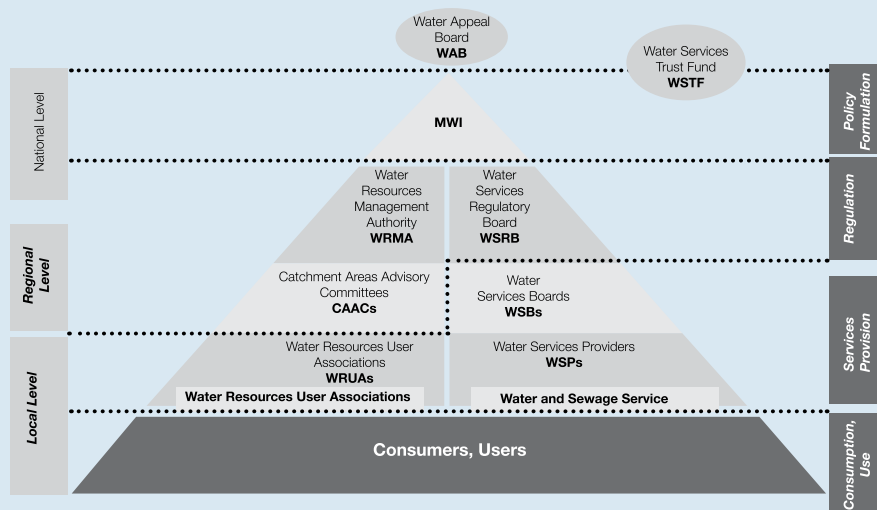 Water Appeal
Board
WAB
Water Services
Trust Fund
WSTF
National Level
Policy
Formulation
MWI
Water
Resources
Management
Authority
WRMA
Water
Services
Regulatory
Board
WSRB
Regulation
Regional
Level
Catchment Areas Advisory
Committees
CAACs
Water
Services Boards
WSBs
Services
Provision
Local Level
Water Resources User
Associations
WRUAs
Water Services Providers
WSPs
Water Resources User Associations
Water and Sewage Service
Consumers, Users
Consumption,
Use